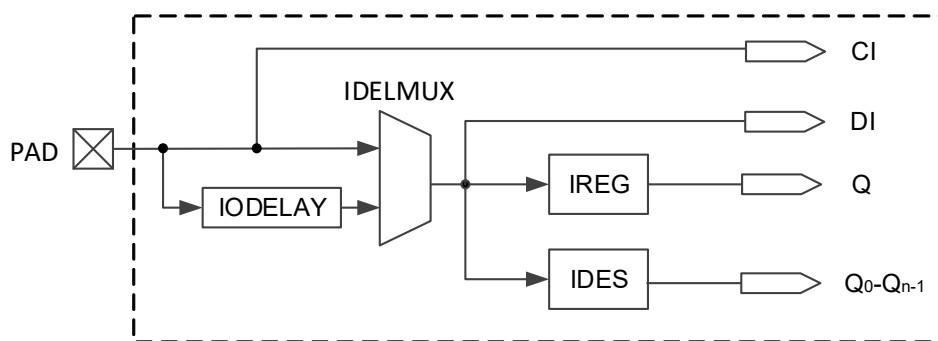 CI
IDELMUX
DI
PAD
IREG
Q
IODELAY
IDES
Q0-Qn-1